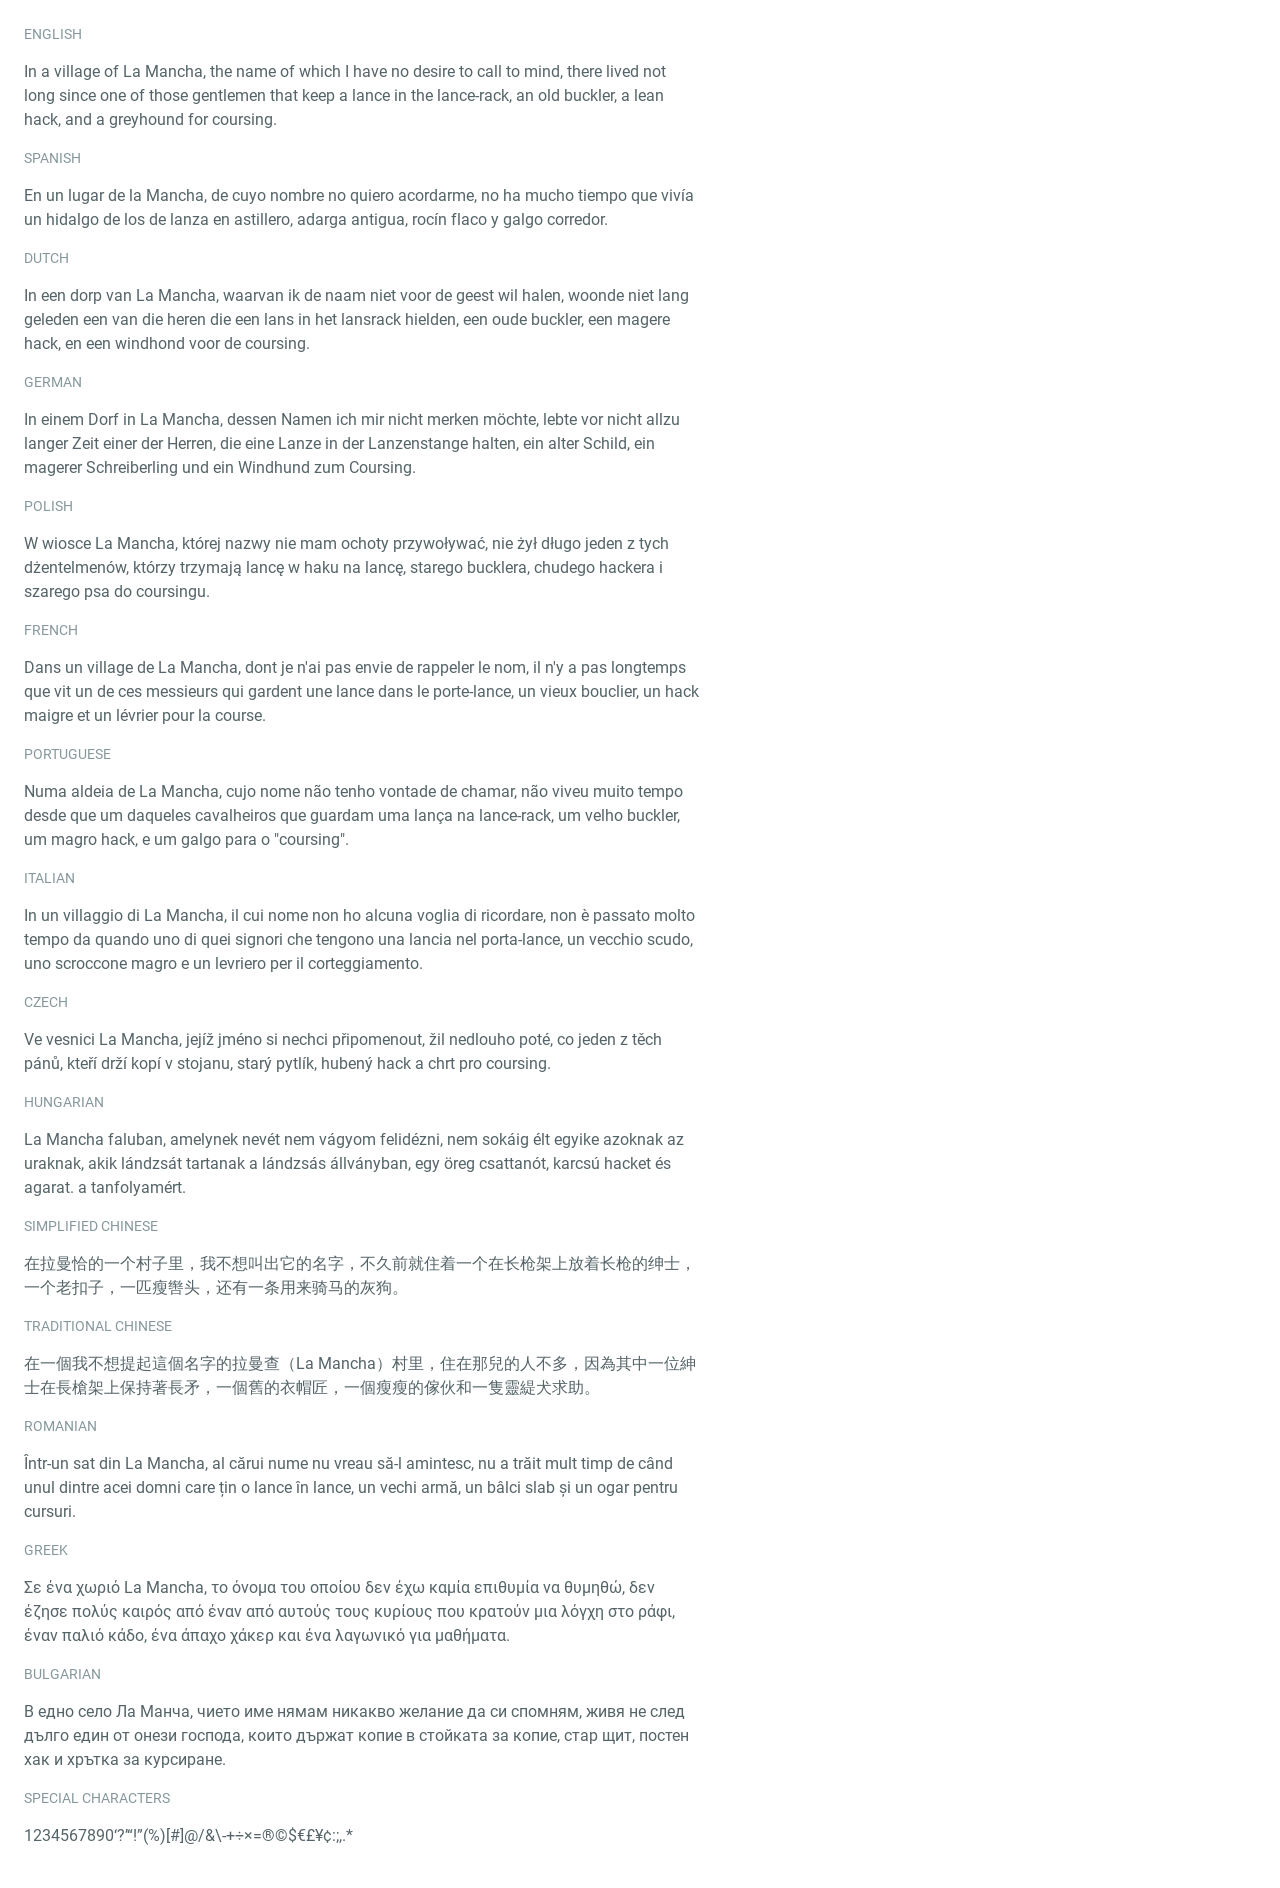 ENGLISH
In a village of La Mancha, the name of which I have no desire to call to mind, there lived not
long since one of those gentlemen that keep a lance in the lance-rack, an old buckler, a lean
hack, and a greyhound for coursing.
SPANISH
En un lugar de la Mancha, de cuyo nombre no quiero acordarme, no ha mucho tiempo que vivía
un hidalgo de los de lanza en astillero, adarga antigua, rocín flaco y galgo corredor.
DUTCH
In een dorp van La Mancha, waarvan ik de naam niet voor de geest wil halen, woonde niet lang
geleden een van die heren die een lans in het lansrack hielden, een oude buckler, een magere
hack, en een windhond voor de coursing.
GERMAN
In einem Dorf in La Mancha, dessen Namen ich mir nicht merken möchte, lebte vor nicht allzu
langer Zeit einer der Herren, die eine Lanze in der Lanzenstange halten, ein alter Schild, ein
magerer Schreiberling und ein Windhund zum Coursing.
POLISH
W wiosce La Mancha, której nazwy nie mam ochoty przywoływać, nie żył długo jeden z tych
dżentelmenów, którzy trzymają lancę w haku na lancę, starego bucklera, chudego hackera i
szarego psa do coursingu.
FRENCH
Dans un village de La Mancha, dont je n'ai pas envie de rappeler le nom, il n'y a pas longtemps
que vit un de ces messieurs qui gardent une lance dans le porte-lance, un vieux bouclier, un hack
maigre et un lévrier pour la course.
PORTUGUESE
Numa aldeia de La Mancha, cujo nome não tenho vontade de chamar, não viveu muito tempo
desde que um daqueles cavalheiros que guardam uma lança na lance-rack, um velho buckler,
um magro hack, e um galgo para o "coursing".
ITALIAN
In un villaggio di La Mancha, il cui nome non ho alcuna voglia di ricordare, non è passato molto
tempo da quando uno di quei signori che tengono una lancia nel porta-lance, un vecchio scudo,
uno scroccone magro e un levriero per il corteggiamento.
CZECH
Ve vesnici La Mancha, jejíž jméno si nechci připomenout, žil nedlouho poté, co jeden z těch
pánů, kteří drží kopí v stojanu, starý pytlík, hubený hack a chrt pro coursing.
HUNGARIAN
La Mancha faluban, amelynek nevét nem vágyom felidézni, nem sokáig élt egyike azoknak az
uraknak, akik lándzsát tartanak a lándzsás állványban, egy öreg csattanót, karcsú hacket és
agarat. a tanfolyamért.
SIMPLIFIED CHINESE
在拉曼恰的一个村子里，我不想叫出它的名字，不久前就住着一个在长枪架上放着长枪的绅士，
一个老扣子，一匹瘦辔头，还有一条用来骑马的灰狗。
TRADITIONAL CHINESE
在一個我不想提起這個名字的拉曼查（La Mancha）村里，住在那兒的人不多，因為其中一位紳
士在長槍架上保持著長矛，一個舊的衣帽匠，一個瘦瘦的傢伙和一隻靈緹犬求助。
ROMANIAN
Într-un sat din La Mancha, al cărui nume nu vreau să-l amintesc, nu a trăit mult timp de când
unul dintre acei domni care țin o lance în lance, un vechi armă, un bâlci slab și un ogar pentru
cursuri.
GREEK
Σε ένα χωριό La Mancha, το όνομα του οποίου δεν έχω καμία επιθυμία να θυμηθώ, δεν
έζησε πολύς καιρός από έναν από αυτούς τους κυρίους που κρατούν μια λόγχη στο ράφι,
έναν παλιό κάδο, ένα άπαχο χάκερ και ένα λαγωνικό για μαθήματα.
BULGARIAN
В едно село Ла Манча, чието име нямам никакво желание да си спомням, живя не след
дълго един от онези господа, които държат копие в стойката за копие, стар щит, постен
хак и хрътка за курсиране.
SPECIAL CHARACTERS
1234567890‘?’“!”(%)[#]@/&\-+÷×=®©$€£¥¢:;,.*